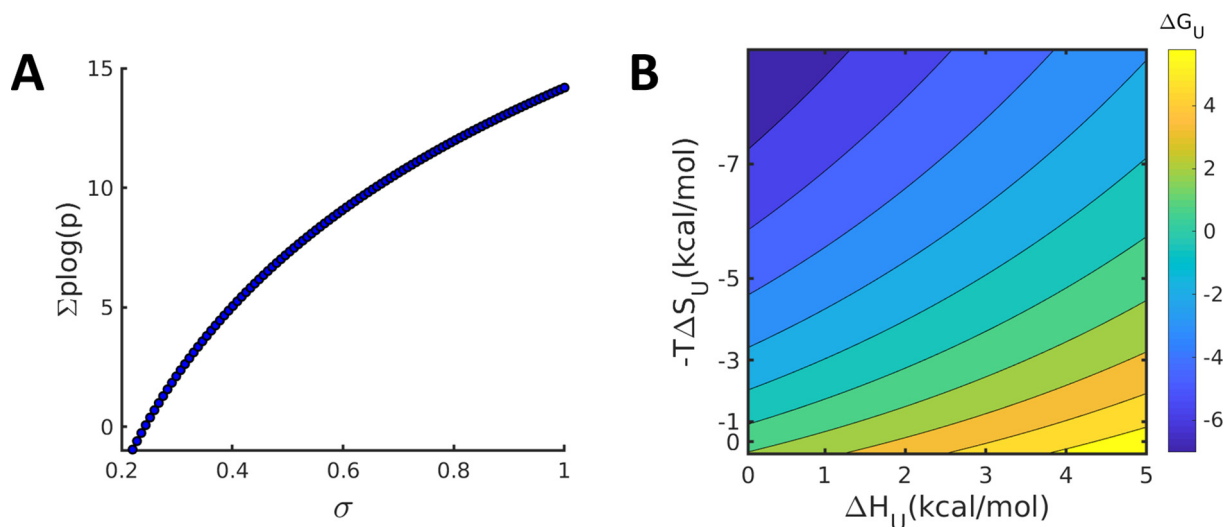 A
15
10
5
0
Σplog(p)
0.2 0.4 0.6 0.8 1
σ
B
-7
-5
-3
-1
0
-TΔS_U(kcal/mol)
0 1 2 3 4 5
ΔH_U(kcal/mol)
ΔG_U
4
2
0
-2
-4
-6